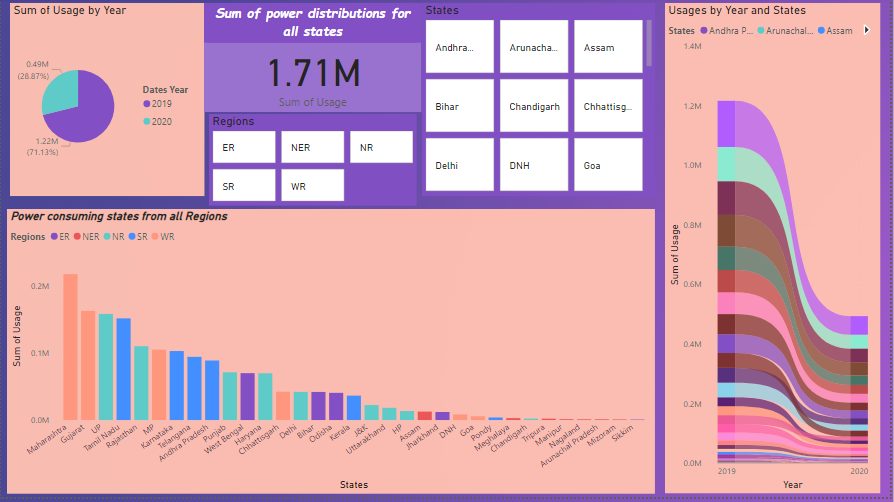 Sum of Usage by Year
0.49M
(28.87%)
1.22M
(71.13%)
Dates Year
2019
2020
Sum of power distributions for
all states
1.71M
Sum of Usage
Regions
ER
NER
NR
SR
WR
States
Andhra...
Arunacha...
Assam
Bihar
Chandigarh
Chhattisg...
Delhi
DNH
Goa
Power consuming states from all Regions
Regions ER NER NR SR WR
Sum of Usage
0.2M
0.1M
0.0M
Maharashtra
Gujarat
UP
Tamil Nadu
Rajasthan
MP
Karnataka
Telangana
Andhra Pradesh
Punjab
West Bengal
Haryana
Chhattisgarh
Delhi
Bihar
Odisha
Kerala
J&K
Uttarakhand
HP
Assam
Jharkhand
DNH
Goa
Pondy
Meghalaya
Chandigarh
Tripura
Manipur
Nagaland
Arunachal Pradesh
Mizoram
Sikkim
States
Usages by Year and States
States Andhra P... Arunachal... Assam
Sum of Usage
1.4M
1.2M
1.0M
0.8M
0.6M
0.4M
0.2M
0.0M
2019
2020
Year